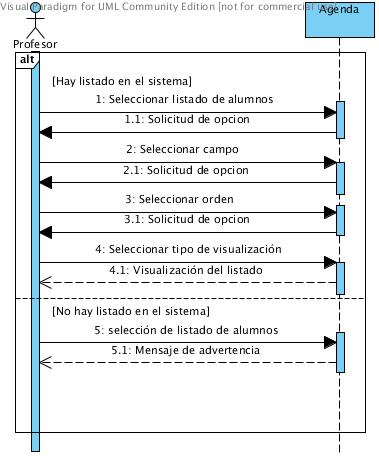 Visual Paradigm for UML Community Edition [not for commercial use]
Agenda
Profesor
alt
[Hay listado en el sistema]
1: Seleccionar listado de alumnos
1.1: Solicitud de opcion
2: Seleccionar campo
2.1: Solicitud de opcion
3: Seleccionar orden
3.1: Solicitud de opcion
4: Seleccionar tipo de visualización
4.1: Visualización del listado
[No hay listado en el sistema]
5: selección de listado de alumnos
5.1: Mensaje de advertencia